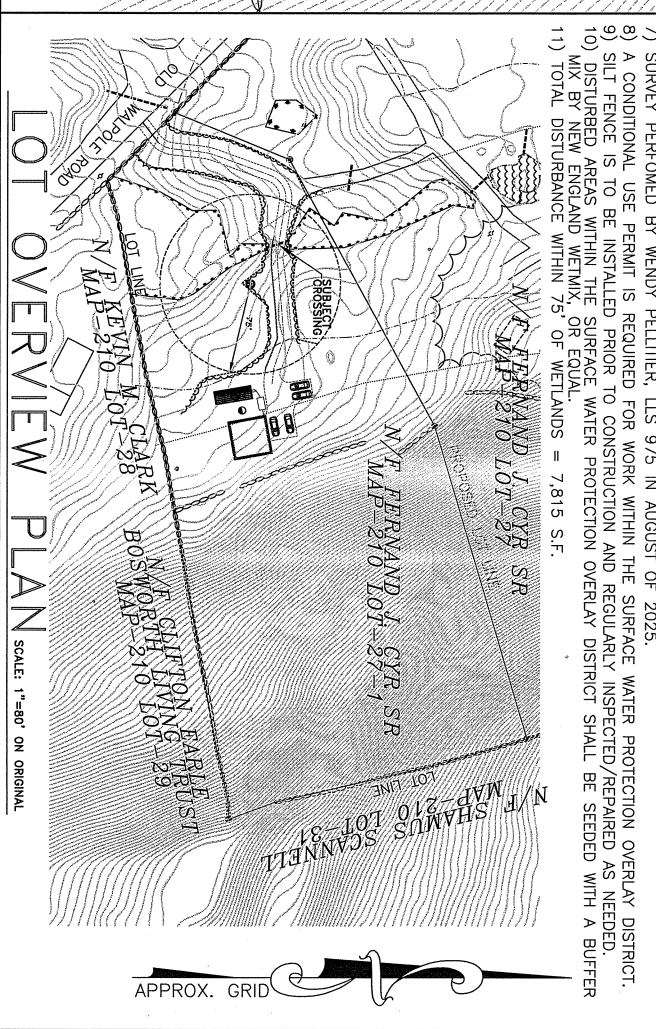 7) SURVEY PERFOMED BY WENDY PELLITIER, LLS 975 IN AUGUST OF 2025.
8) A CONDITIONAL USE PERMIT IS REQUIRED FOR WORK WITHIN THE SURFACE WATER PROTECTION OVERLAY DISTRICT.
9) SILT FENCE IS TO BE INSTALLED PRIOR TO CONSTRUCTION AND REGULARLY INSPECTED/REPAIRED AS NEEDED.
10) DISTURBED AREAS WITHIN THE SURFACE WATER PROTECTION OVERLAY DISTRICT SHALL BE SEEDED WITH A BUFFER
MIX BY NEW ENGLAND WETMIX, OR EQUAL.
11) TOTAL DISTURBANCE WITHIN 75' OF WETLANDS = 7,815 S.F.
N/F FERNAND J. CYR SR
MAP-210 LOT-27
PROPOSED LOT LINE
N/F SHAMUS SCANNELL
MAP-210 LOT-31
LOT LINE
N/F FERNAND J. CYR SR
MAP-210 LOT-27-1
SUBJECT
CROSSING
75'
OLD
WALPOLE ROAD
LOT LINE
N/F KEVIN M. CLARK
MAP-210 LOT-28
N/F CLIFTON EARLE
BOSWORTH LIVING TRUST
MAP-210 LOT-29
LOT OVERVIEW PLAN
SCALE: 1"=80' ON ORIGINAL
APPROX. GRID